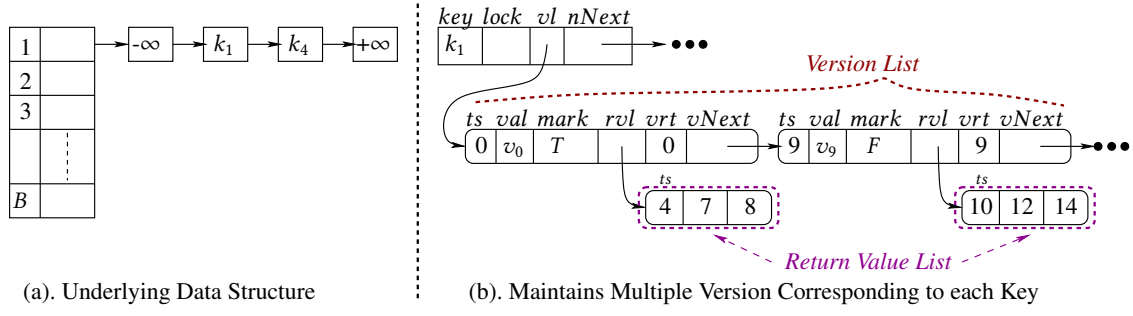 1
2
3
B
-∞
k₁
k₄
+∞
(a). Underlying Data Structure
key lock vl nNext
k₁
Version List
ts val mark rvl vrt vNext
0 v₀ T 0
ts val mark rvl vrt vNext
9 v₉ F 9
ts
4 7 8
ts
10 12 14
Return Value List
(b). Maintains Multiple Version Corresponding to each Key